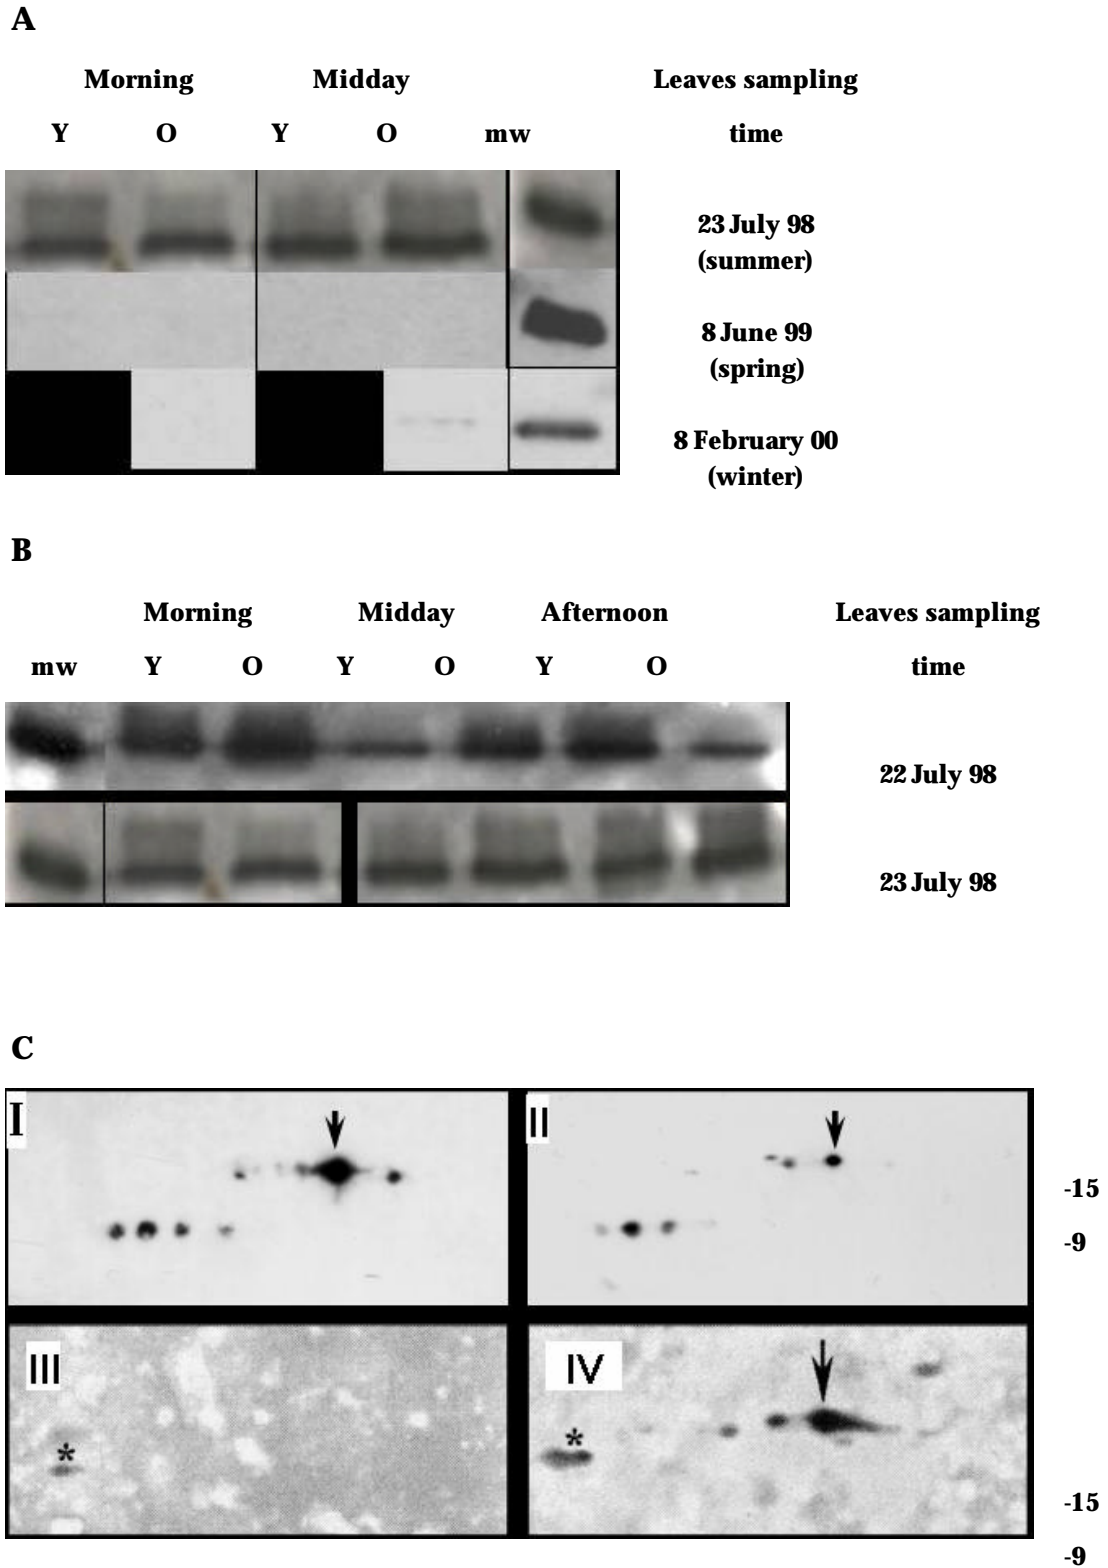 A
Morning Midday Leaves sampling
Y O Y O mw time
23 July 98
(summer)
8 June 99
(spring)
8 February 00
(winter)
B
Morning Midday Afternoon Leaves sampling
mw Y O Y O Y O time
22 July 98
23 July 98
C
I II
-15
-9
III IV
* *
-15
-9